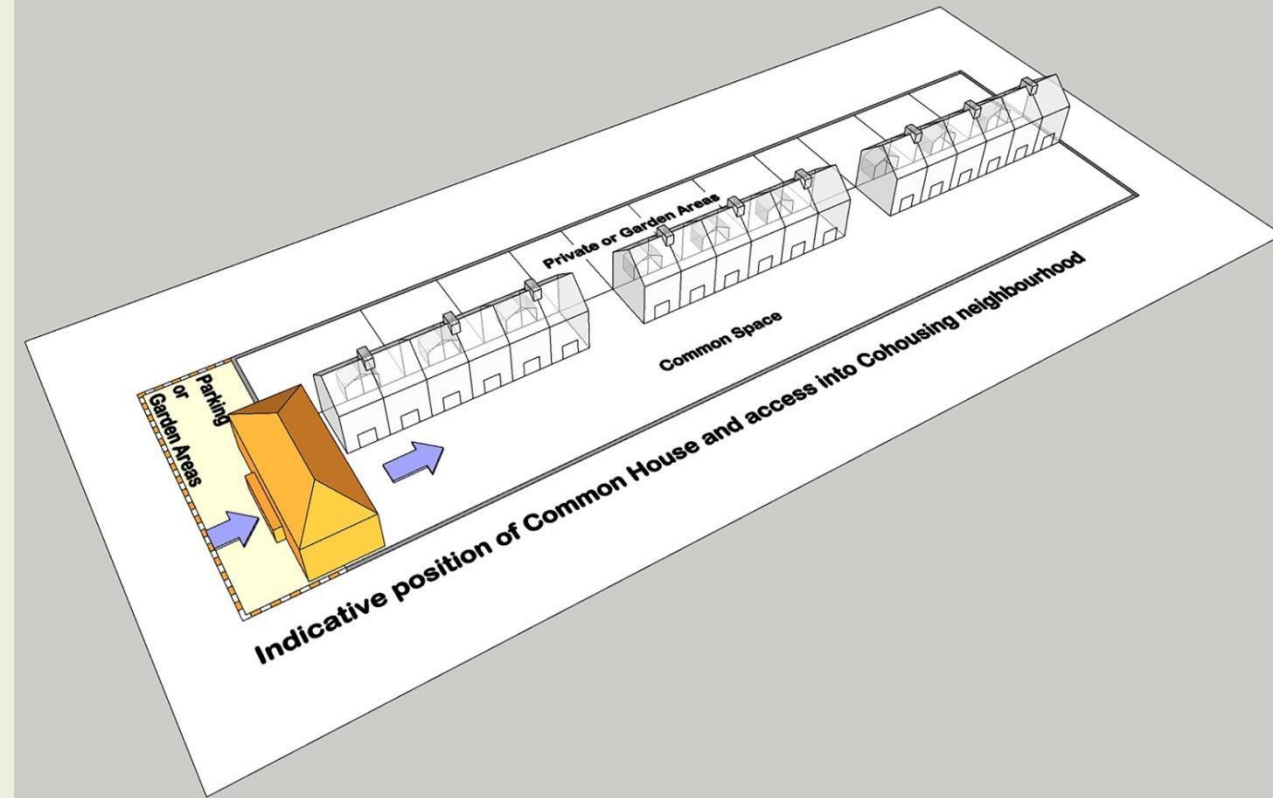 Private or Garden Areas
Parking
or
Garden Areas
Common Space
Indicative position of Common House and access into Cohousing neighbourhood